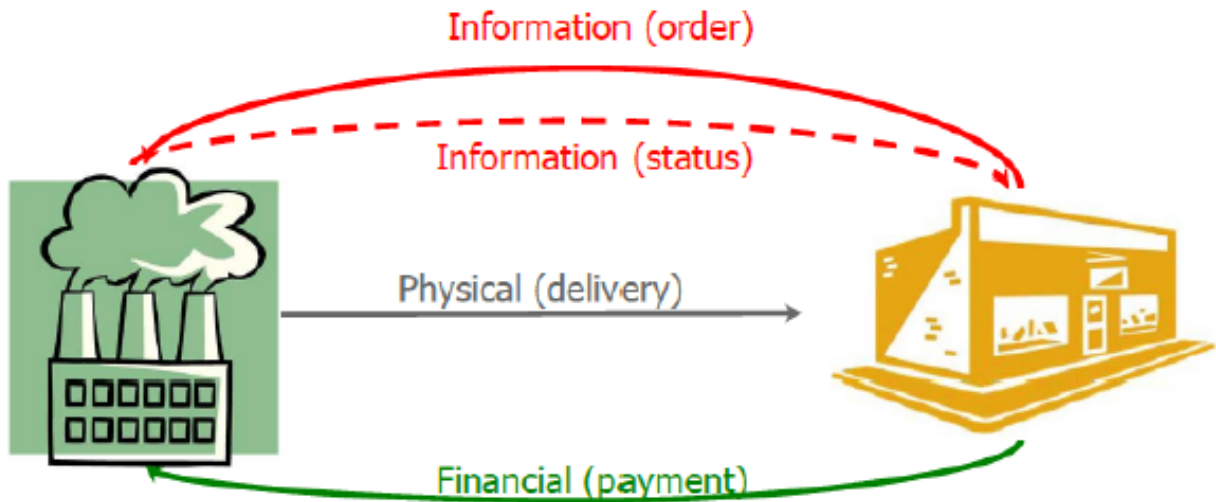 Information (order)
Information (status)
Physical (delivery)
Financial (payment)